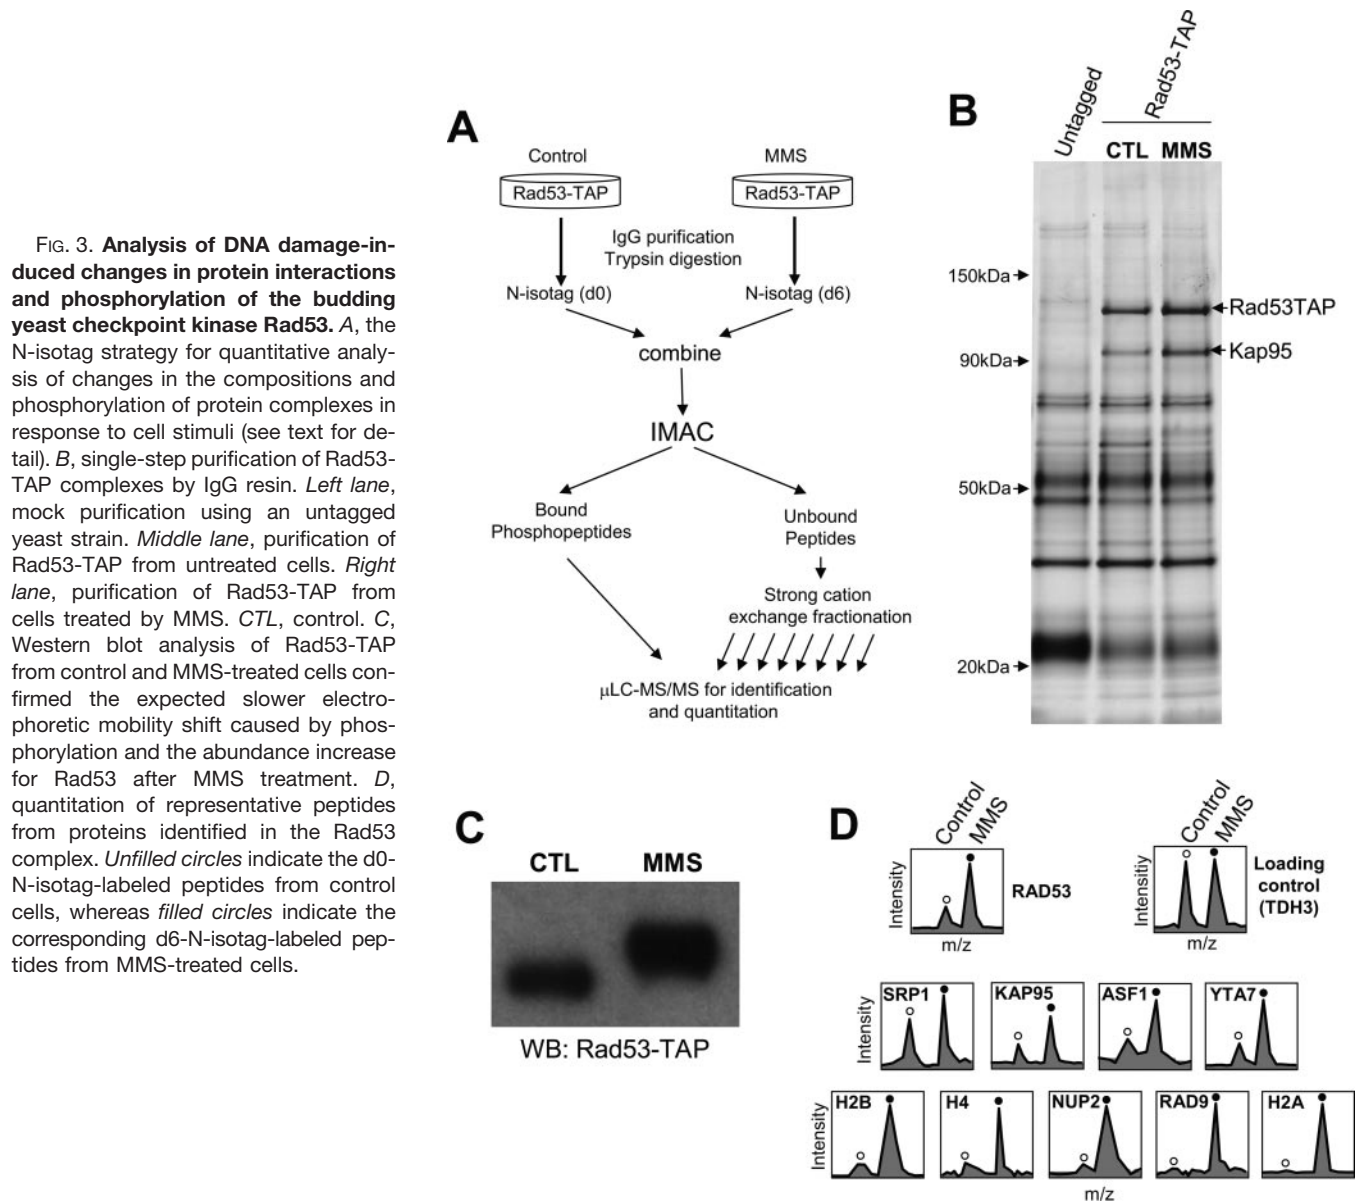 FIG. 3. Analysis of DNA damage-in-
duced changes in protein interactions
and phosphorylation of the budding
yeast checkpoint kinase Rad53. A, the
N-isotag strategy for quantitative analy-
sis of changes in the compositions and
phosphorylation of protein complexes in
response to cell stimuli (see text for de-
tail). B, single-step purification of Rad53-
TAP complexes by IgG resin. Left lane,
mock purification using an untagged
yeast strain. Middle lane, purification of
Rad53-TAP from untreated cells. Right
lane, purification of Rad53-TAP from
cells treated by MMS. CTL, control. C,
Western blot analysis of Rad53-TAP
from control and MMS-treated cells con-
firmed the expected slower electro-
phoretic mobility shift caused by phos-
phorylation and the abundance increase
for Rad53 after MMS treatment. D,
quantitation of representative peptides
from proteins identified in the Rad53
complex. Unfilled circles indicate the d0-
N-isotag-labeled peptides from control
cells, whereas filled circles indicate the
corresponding d6-N-isotag-labeled pep-
tides from MMS-treated cells.
A
Control MMS
Rad53-TAP Rad53-TAP
IgG purification
Trypsin digestion
N-isotag (d0) N-isotag (d6)
combine
IMAC
Bound
Phosphopeptides
Unbound
Peptides
Strong cation
exchange fractionation
µLC-MS/MS for identification
and quantitation
B
Untagged
Rad53-TAP
CTL MMS
150kDa
Rad53TAP
Kap95
90kDa
50kDa
20kDa
C
CTL MMS
WB: Rad53-TAP
D
Control
MMS
Intensity
RAD53
m/z
Control
MMS
Intensitiy
Loading
control
(TDH3)
m/z
Intensity
SRP1 KAP95 ASF1 YTA7
Intensity
H2B H4 NUP2 RAD9 H2A
m/z